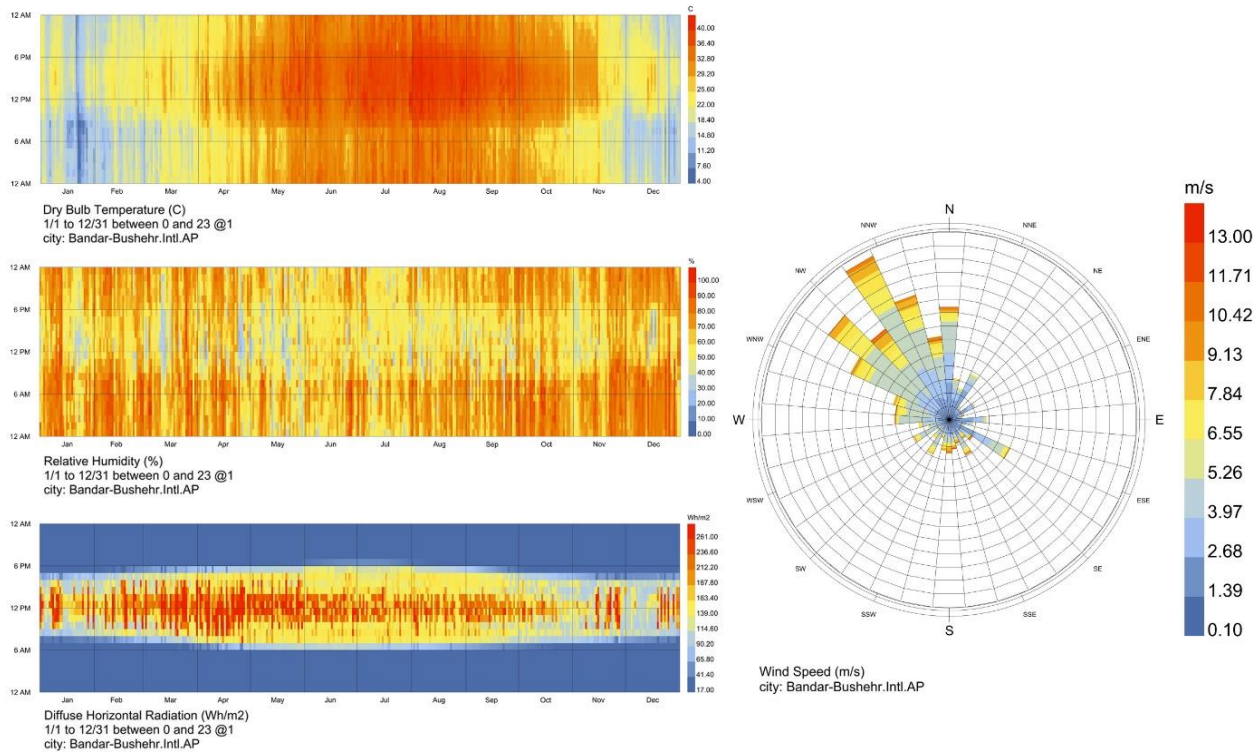 C
12 AM
6 PM
12 PM
6 AM
12 AM
40.00
36.40
32.80
29.20
25.60
22.00
18.40
14.80
11.20
7.60
4.00
Jan Feb Mar Apr May Jun Jul Aug Sep Oct Nov Dec
Dry Bulb Temperature (C)
1/1 to 12/31 between 0 and 23 @1
city: Bandar-Bushehr.Intl.AP
%
12 AM
6 PM
12 PM
6 AM
12 AM
100.00
90.00
80.00
70.00
60.00
50.00
40.00
30.00
20.00
10.00
0.00
Jan Feb Mar Apr May Jun Jul Aug Sep Oct Nov Dec
Relative Humidity (%)
1/1 to 12/31 between 0 and 23 @1
city: Bandar-Bushehr.Intl.AP
Wh/m2
12 AM
6 PM
12 PM
6 AM
12 AM
261.00
236.60
212.20
187.80
163.40
139.00
114.60
90.20
65.80
41.40
17.00
Jan Feb Mar Apr May Jun Jul Aug Sep Oct Nov Dec
Diffuse Horizontal Radiation (Wh/m2)
1/1 to 12/31 between 0 and 23 @1
city: Bandar-Bushehr.Intl.AP
N
NNW NNE
NW NE
WNW ENE
W E
WSW ESE
SW SE
SSW SSE
S
m/s
13.00
11.71
10.42
9.13
7.84
6.55
5.26
3.97
2.68
1.39
0.10
Wind Speed (m/s)
city: Bandar-Bushehr.Intl.AP